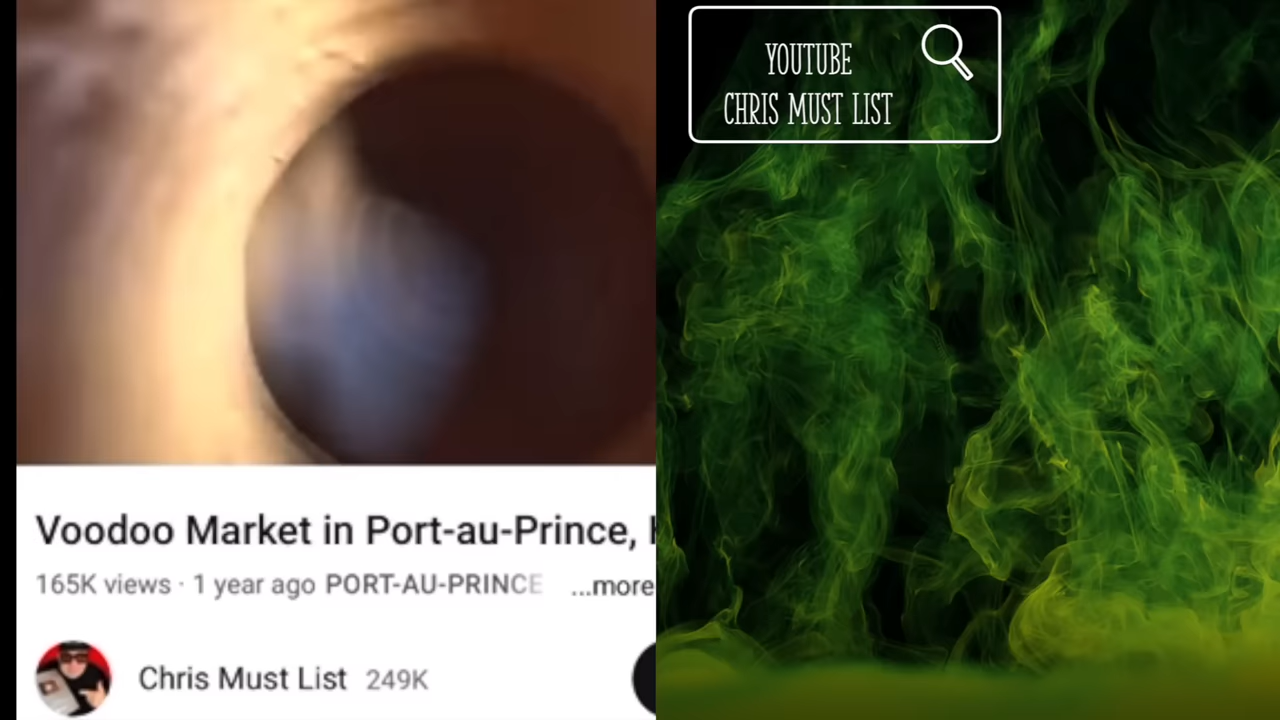 YOUTUBE
CHRIS MUST LIST
Voodoo Market in Port-au-Prince,
165K views · 1 year ago PORT-AU-PRINCE ...more
Chris Must List 249K